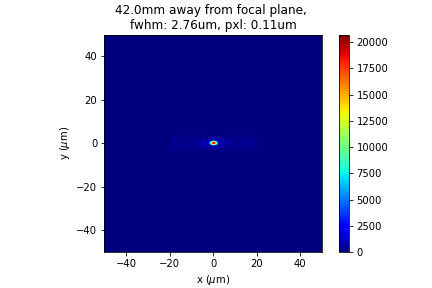 42.0mm away from focal plane,
fwhm: 2.76um, pxl: 0.11um
y (μm)
40
20
0
−20
−40
−40 −20 0 20 40
x (μm)
20000
17500
15000
12500
10000
7500
5000
2500
0